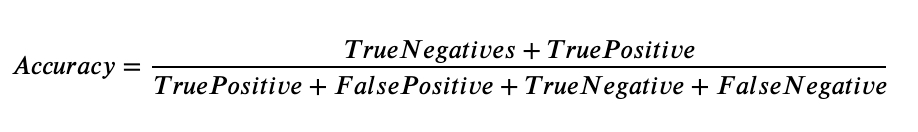 TrueNegatives + TruePositive
Accuracy =
TruePositive + FalsePositive + TrueNegative + FalseNegative